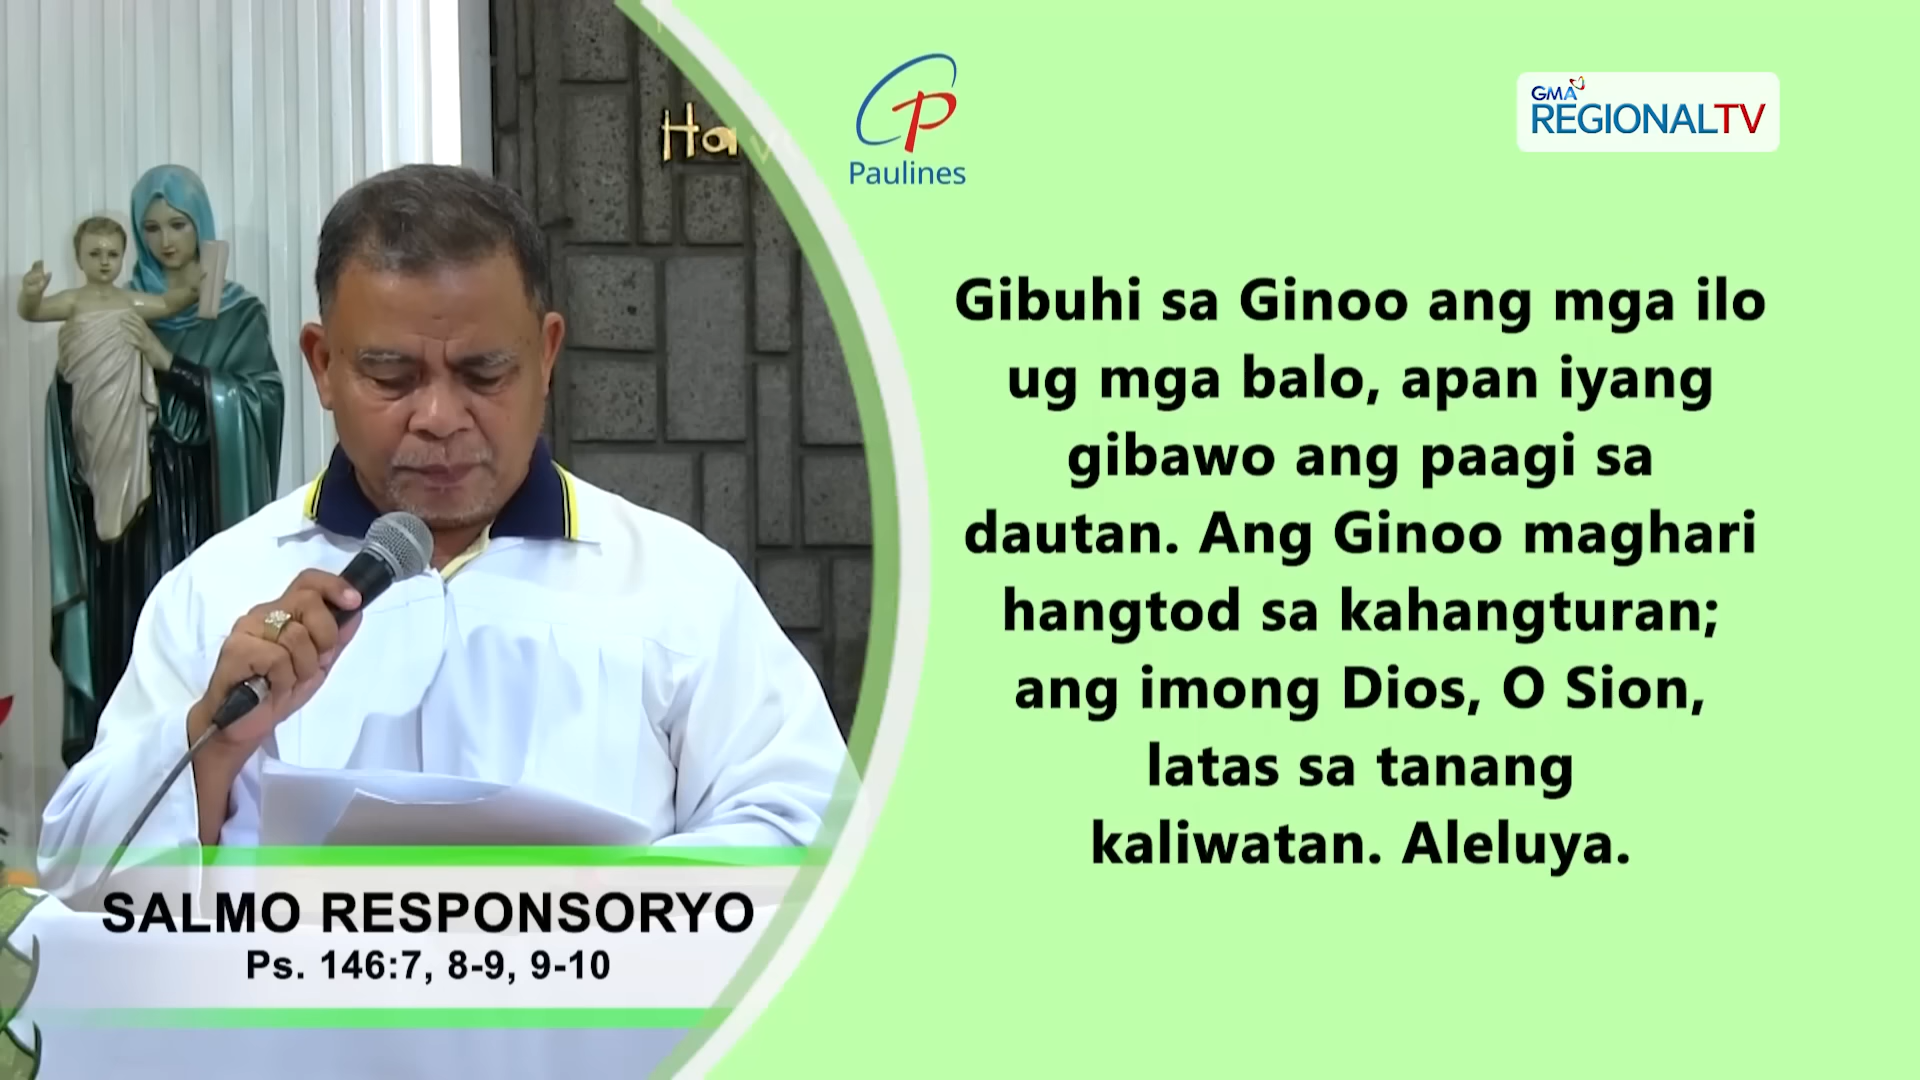 Hav
Paulines
GMA
REGIONALTV
Gibuhi sa Ginoo ang mga ilo
ug mga balo, apan iyang
gibawo ang paagi sa
dautan. Ang Ginoo maghari
hangtod sa kahangturan;
ang imong Dios, O Sion,
latas sa tanang
kaliwatan. Aleluya.
SALMO RESPONSORYO
Ps. 146:7, 8-9, 9-10